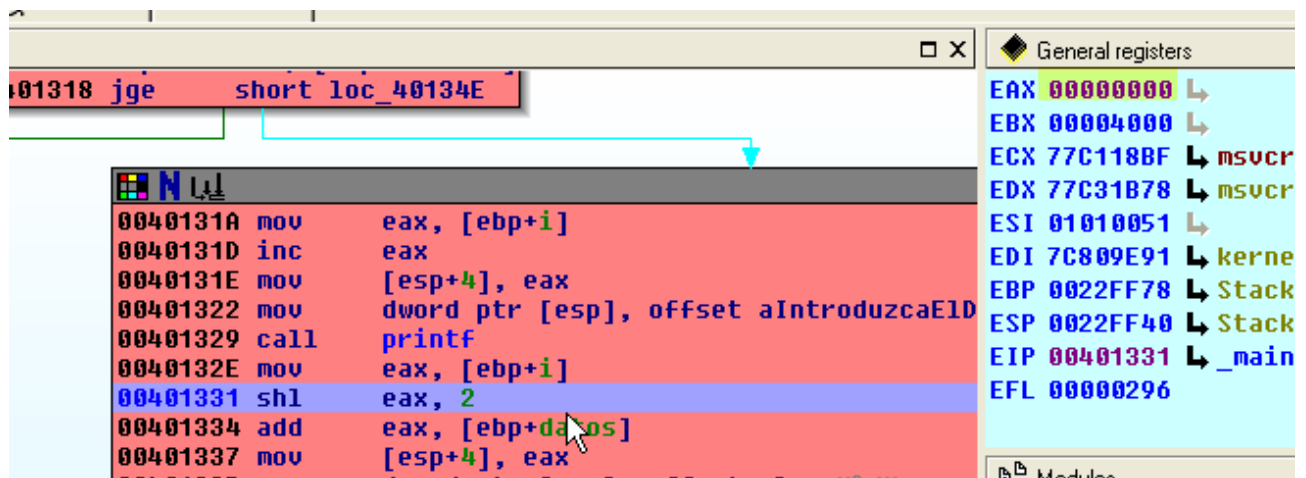 401318 jge short loc_40134E
0040131A mov eax, [ebp+i]
0040131D inc eax
0040131E mov [esp+4], eax
00401322 mov dword ptr [esp], offset aIntroduzcaElD
00401329 call printf
0040132E mov eax, [ebp+i]
00401331 shl eax, 2
00401334 add eax, [ebp+datos]
00401337 mov [esp+4], eax
General registers
EAX 00000000
EBX 00004000
ECX 77C118BF msvcr
EDX 77C31B78 msvcr
ESI 01010051
EDI 7C809E91 kerne
EBP 0022FF78 Stack
ESP 0022FF40 Stack
EIP 00401331 _main
EFL 00000296
Modules